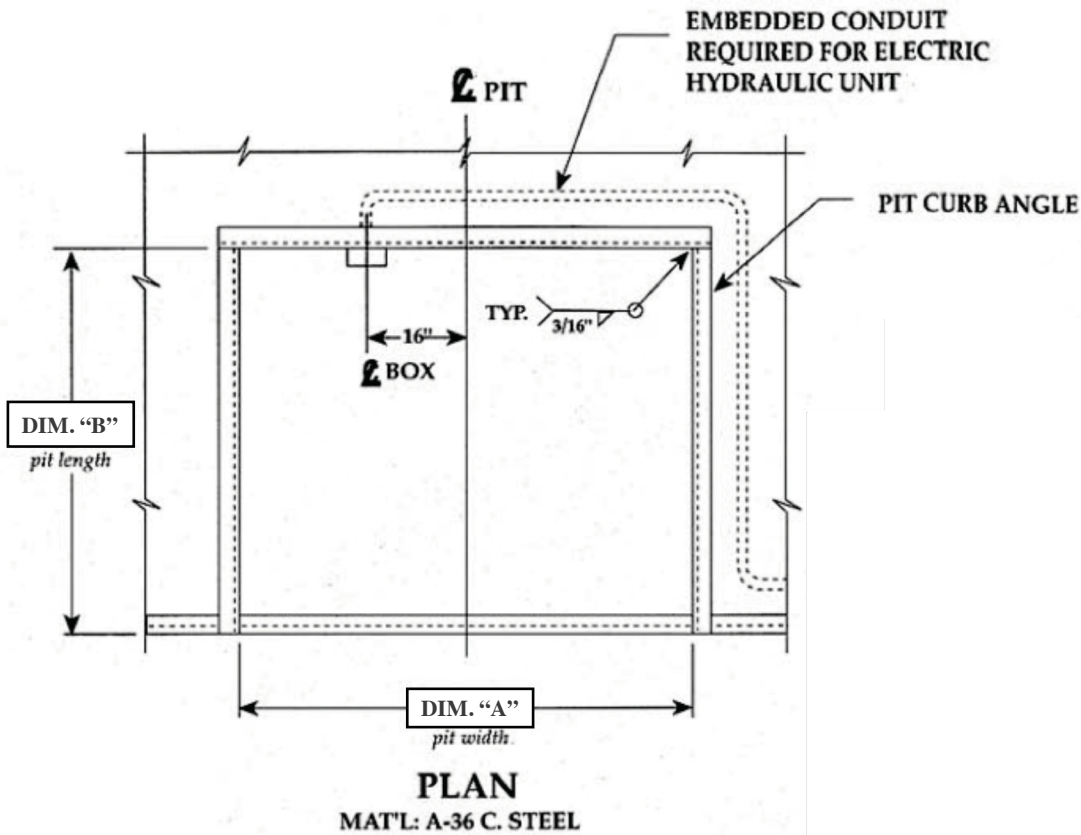 EMBEDDED CONDUIT
REQUIRED FOR ELECTRIC
HYDRAULIC UNIT
℄ PIT
PIT CURB ANGLE
TYP.
3/16"
16"
℄ BOX
DIM. “B”
pit length
DIM. “A”
pit width
PLAN
MAT'L: A-36 C. STEEL